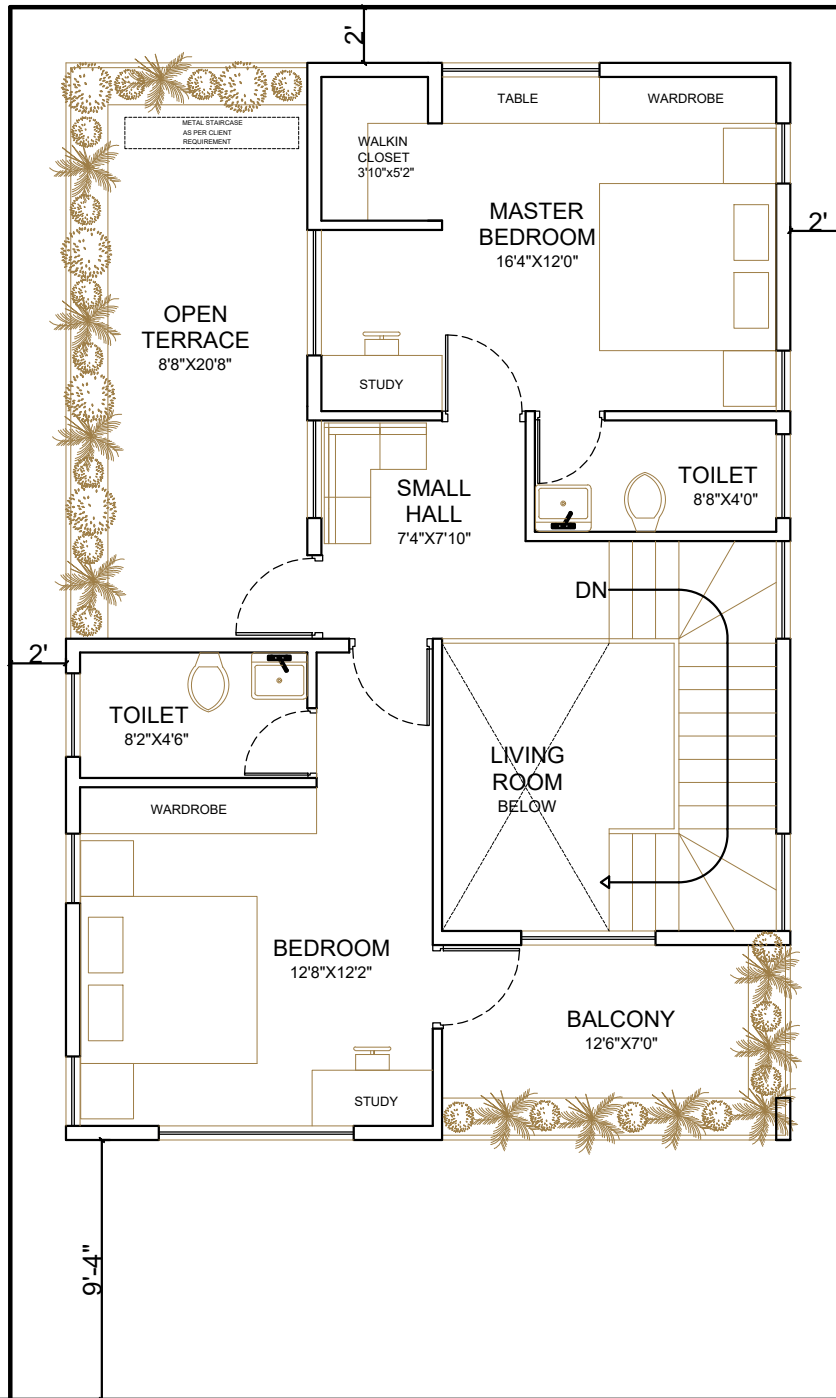 2'
TABLE
WARDROBE
METAL STAIRCASE
AS PER CLIENT
REQUIREMENT
WALKIN
CLOSET
3'10"x5'2"
MASTER
BEDROOM
16'4"X12'0"
2'
OPEN
TERRACE
8'8"X20'8"
STUDY
SMALL
HALL
7'4"X7'10"
TOILET
8'8"X4'0"
DN
2'
TOILET
8'2"X4'6"
LIVING
ROOM
BELOW
WARDROBE
BEDROOM
12'8"X12'2"
BALCONY
12'6"X7'0"
STUDY
9'-4"